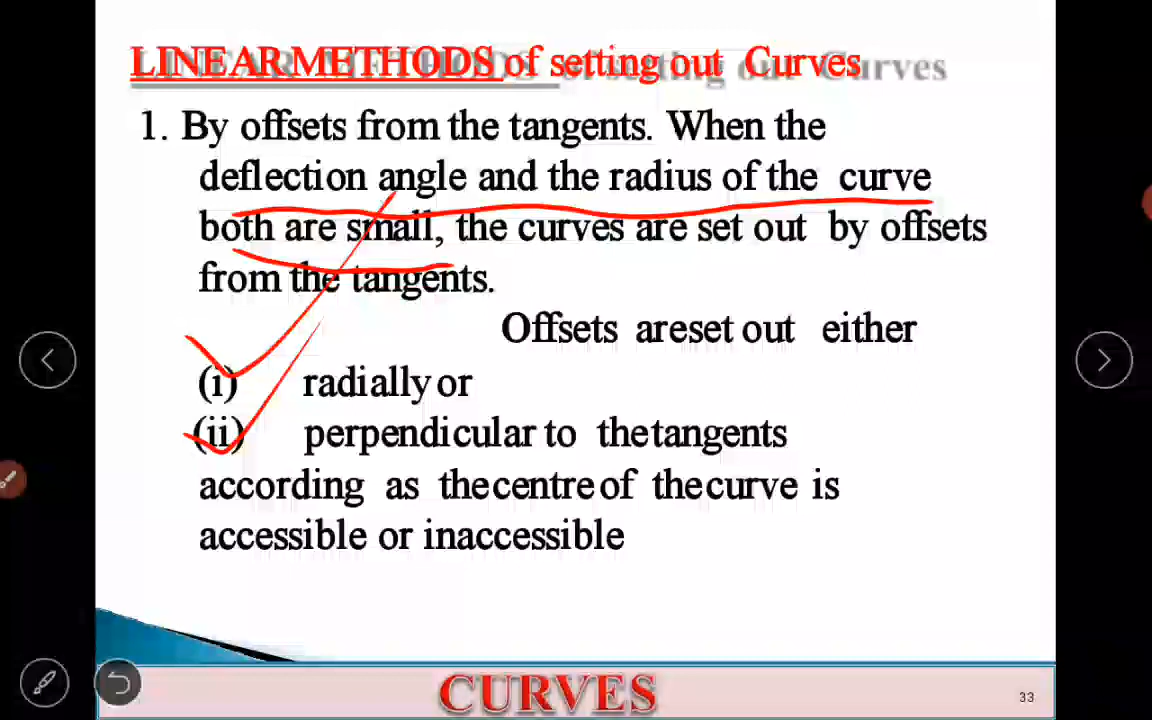 LINEAR METHODS of setting out Curves
1. By offsets from the tangents. When the
deflection angle and the radius of the curve
both are small, the curves are set out by offsets
from the tangents.
Offsets areset out either
(i) radially or
(ii) perpendicular to thetangents
according as thecentre of thecurve is
accessible or inaccessible
CURVES
33